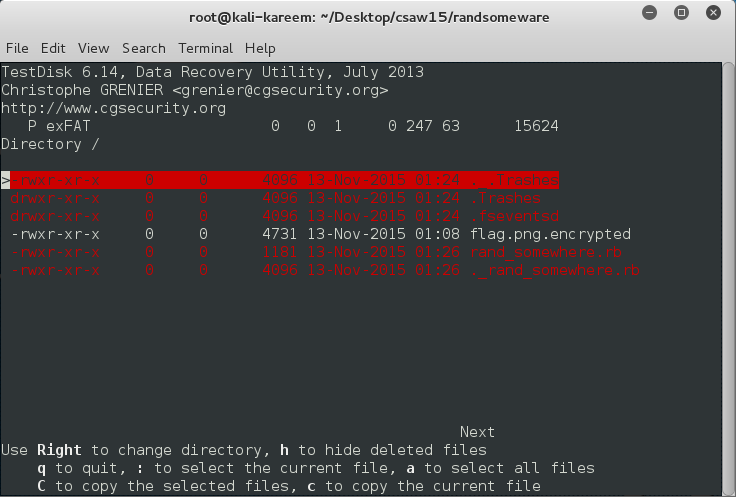 root@kali-kareem: ~/Desktop/csaw15/randsomeware
File Edit View Search Terminal Help
TestDisk 6.14, Data Recovery Utility, July 2013
Christophe GRENIER <grenier@cgsecurity.org>
http://www.cgsecurity.org
P exFAT 0 0 1 0 247 63 15624
Directory /
>-rwxr-xr-x 0 0 4096 13-Nov-2015 01:24 ._.Trashes
drwxr-xr-x 0 0 4096 13-Nov-2015 01:24 .Trashes
drwxr-xr-x 0 0 4096 13-Nov-2015 01:24 .fseventsd
-rwxr-xr-x 0 0 4731 13-Nov-2015 01:08 flag.png.encrypted
-rwxr-xr-x 0 0 1181 13-Nov-2015 01:26 rand_somewhere.rb
-rwxr-xr-x 0 0 4096 13-Nov-2015 01:26 ._rand_somewhere.rb
Next
Use Right to change directory, h to hide deleted files
q to quit, : to select the current file, a to select all files
C to copy the selected files, c to copy the current file